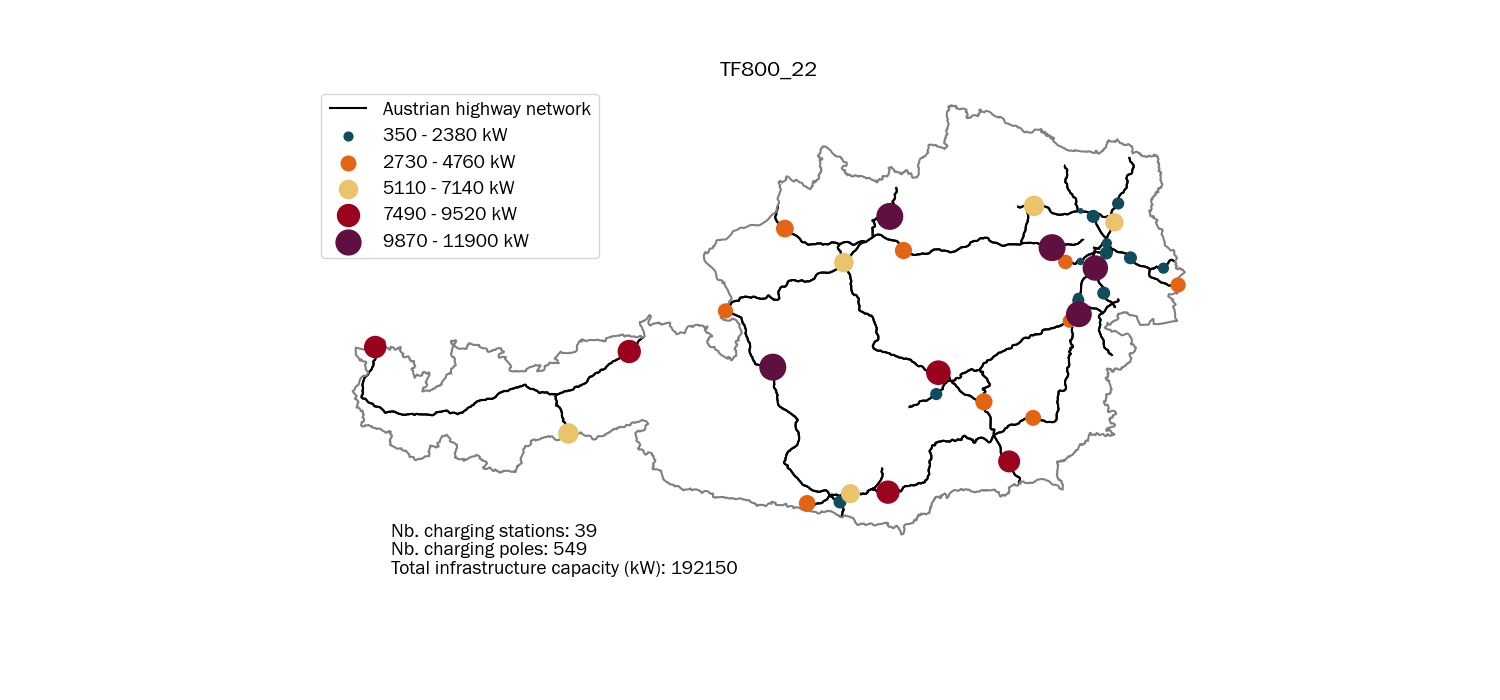 TF800_22
Austrian highway network
350 - 2380 kW
2730 - 4760 kW
5110 - 7140 kW
7490 - 9520 kW
9870 - 11900 kW
Nb. charging stations: 39
Nb. charging poles: 549
Total infrastructure capacity (kW): 192150